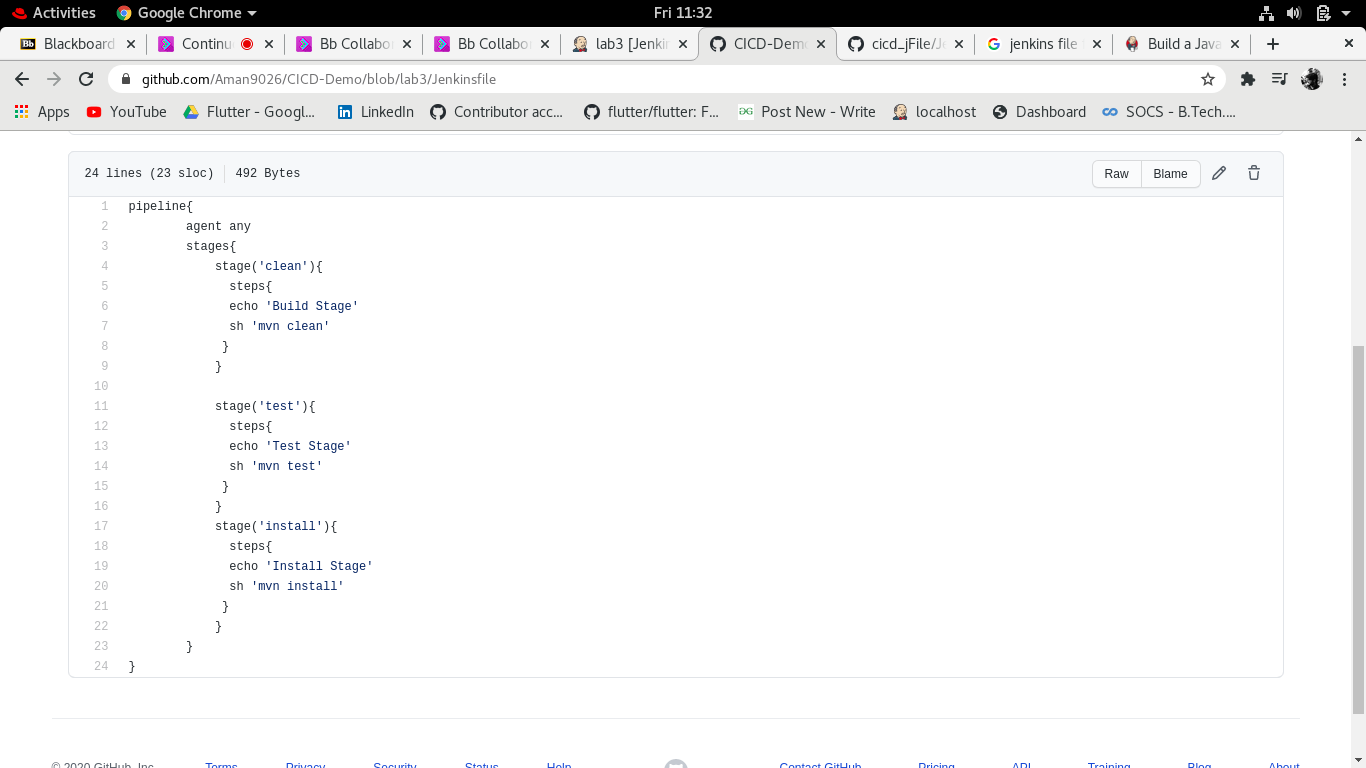 Activities Google Chrome Fri 11:32
Blackboard Continu Bb Collabo Bb Collabo lab3 [Jenki CICD-Demo cicd_jFile/Je jenkins file Build a Java
github.com/Aman9026/CICD-Demo/blob/lab3/Jenkinsfile
Apps YouTube Flutter - Googl... LinkedIn Contributor acc... flutter/flutter: F... Post New - Write localhost Dashboard SOCS - B.Tech....
24 lines (23 sloc) 492 Bytes Raw Blame
1 pipeline{
2 agent any
3 stages{
4 stage('clean'){
5 steps{
6 echo 'Build Stage'
7 sh 'mvn clean'
8 }
9 }
10
11 stage('test'){
12 steps{
13 echo 'Test Stage'
14 sh 'mvn test'
15 }
16 }
17 stage('install'){
18 steps{
19 echo 'Install Stage'
20 sh 'mvn install'
21 }
22 }
23 }
24 }
© 2020 GitHub, Inc. Terms Privacy Security Status Help Contact GitHub Pricing API Training Blog About